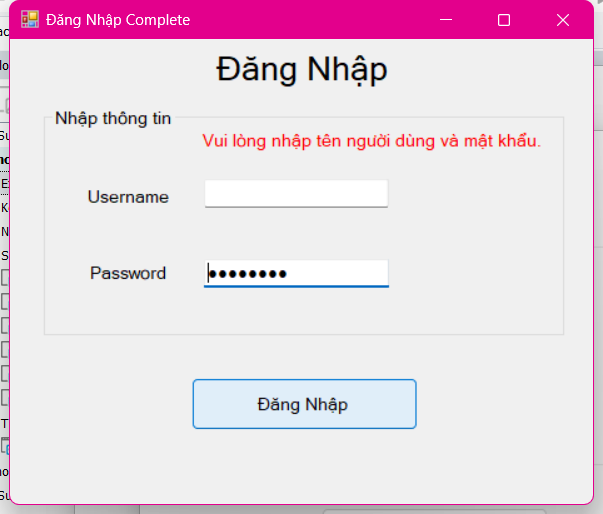 Đăng Nhập Complete
Đăng Nhập
Nhập thông tin
Vui lòng nhập tên người dùng và mật khẩu.
Username
Password ••••••••
Đăng Nhập